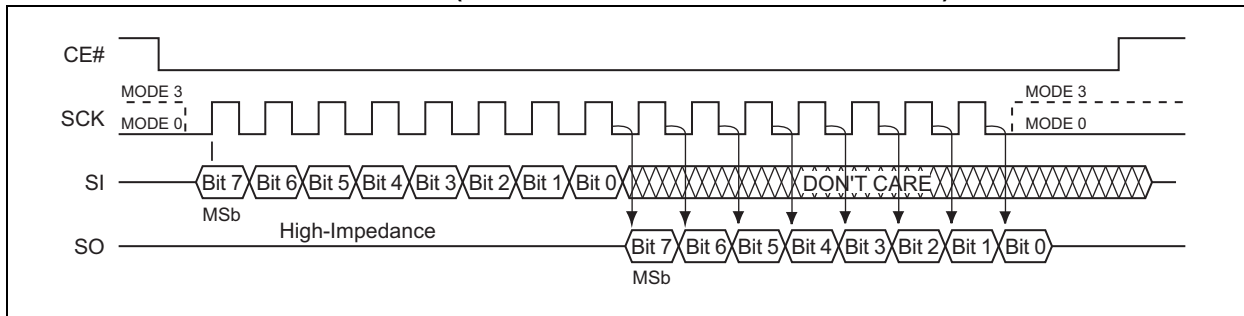 CE#
MODE 3
MODE 3
SCK
MODE 0
MODE 0
SI
Bit 7 Bit 6 Bit 5 Bit 4 Bit 3 Bit 2 Bit 1 Bit 0
DON'T CARE
MSb
High-Impedance
SO
Bit 7 Bit 6 Bit 5 Bit 4 Bit 3 Bit 2 Bit 1 Bit 0
MSb